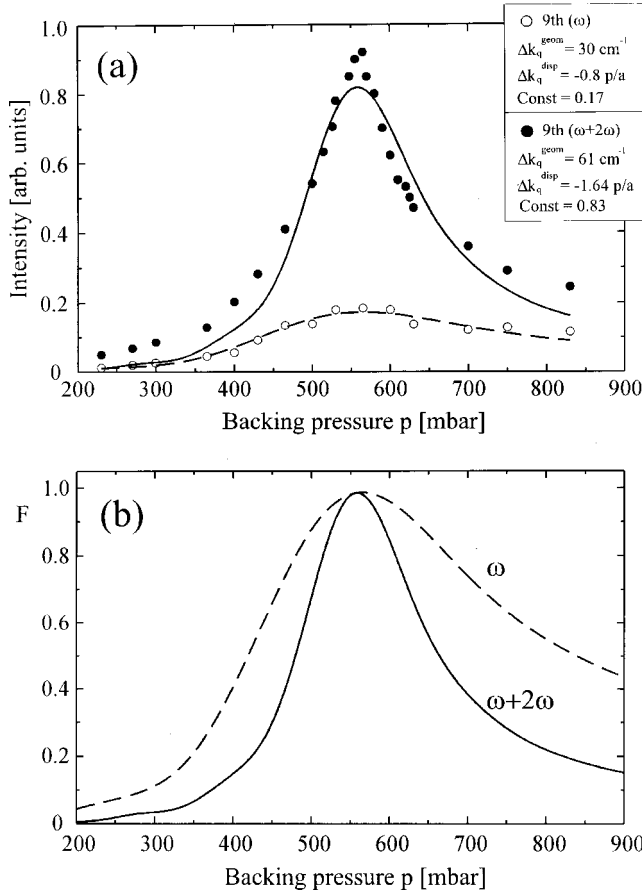 (a)
1.0
0.8
0.6
0.4
0.2
0
Intensity [arb. units]
200 300 400 500 600 700 800 900
Backing pressure p [mbar]
○ 9th (ω)
Δk_q^geom = 30 cm⁻¹
Δk_q^disp = -0.8 p/a
Const = 0.17
● 9th (ω+2ω)
Δk_q^geom = 61 cm⁻¹
Δk_q^disp = -1.64 p/a
Const = 0.83
(b)
F
1.0
0.8
0.6
0.4
0.2
0
ω
ω+2ω
200 300 400 500 600 700 800 900
Backing pressure p [mbar]